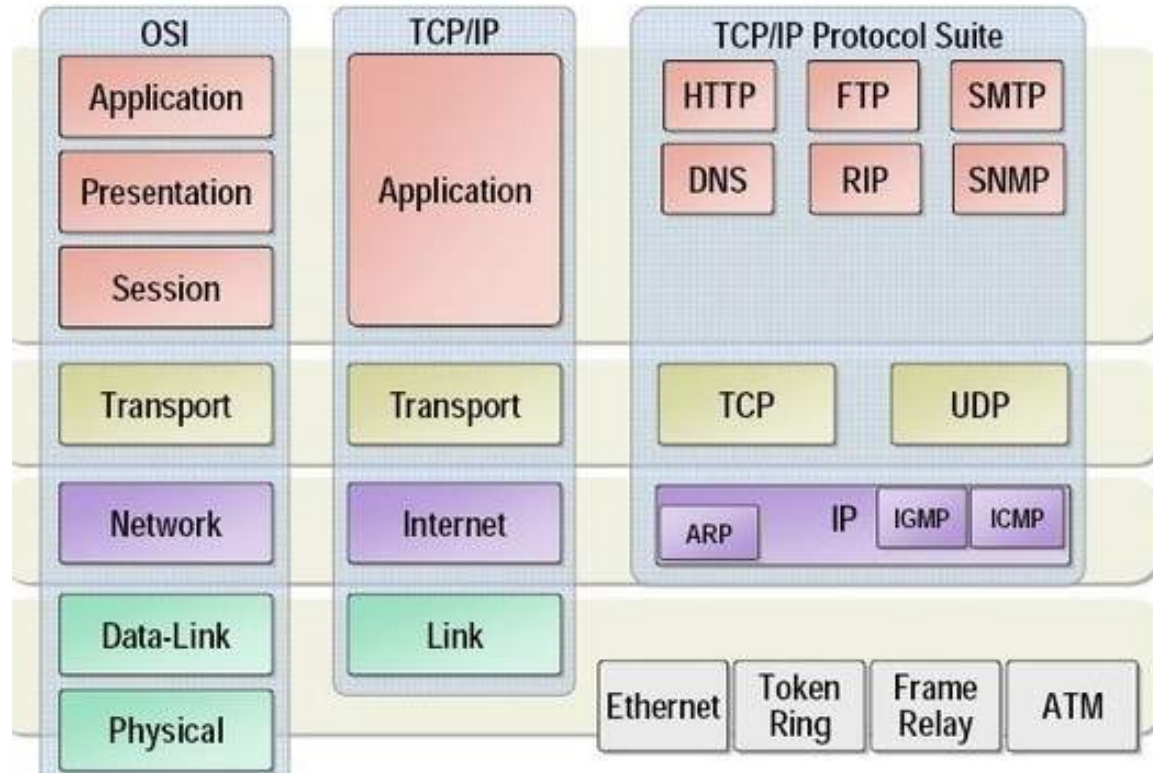 OSI
Application
Presentation
Session
Transport
Network
Data-Link
Physical
TCP/IP
Application
Transport
Internet
Link
TCP/IP Protocol Suite
HTTP FTP SMTP
DNS RIP SNMP
TCP UDP
ARP IP IGMP ICMP
Ethernet
Token
Ring
Frame
Relay
ATM